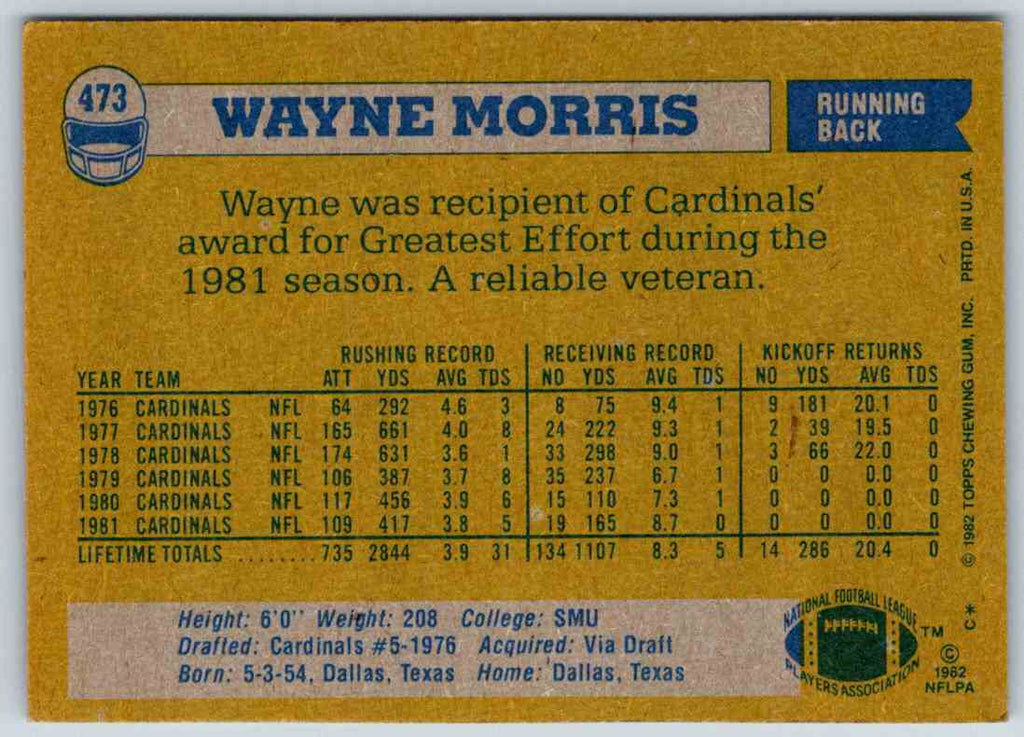 473
WAYNE MORRIS
RUNNING
BACK
Wayne was recipient of Cardinals'
award for Greatest Effort during the
1981 season. A reliable veteran.
RUSHING RECORD RECEIVING RECORD KICKOFF RETURNS
YEAR TEAM ATT YDS AVG TDS NO YDS AVG TDS NO YDS AVG TDS
1976 CARDINALS NFL 64 292 4.6 3 8 75 9.4 1 9 181 20.1 0
1977 CARDINALS NFL 165 661 4.0 8 24 222 9.3 1 2 39 19.5 0
1978 CARDINALS NFL 174 631 3.6 1 33 298 9.0 1 3 66 22.0 0
1979 CARDINALS NFL 106 387 3.7 8 35 237 6.7 1 0 0 0.0 0
1980 CARDINALS NFL 117 456 3.9 6 15 110 7.3 1 0 0 0.0 0
1981 CARDINALS NFL 109 417 3.8 5 19 165 8.7 0 0 0 0.0 0
LIFETIME TOTALS ......... 735 2844 3.9 31 134 1107 8.3 5 14 286 20.4 0
Height: 6'0" Weight: 208 College: SMU
Drafted: Cardinals #5-1976 Acquired: Via Draft
Born: 5-3-54, Dallas, Texas Home: Dallas, Texas
NATIONAL FOOTBALL LEAGUE
PLAYERS ASSOCIATION
TM
©
1982
NFLPA
© 1982 TOPPS CHEWING GUM, INC. PRTD. IN U.S.A.
C *